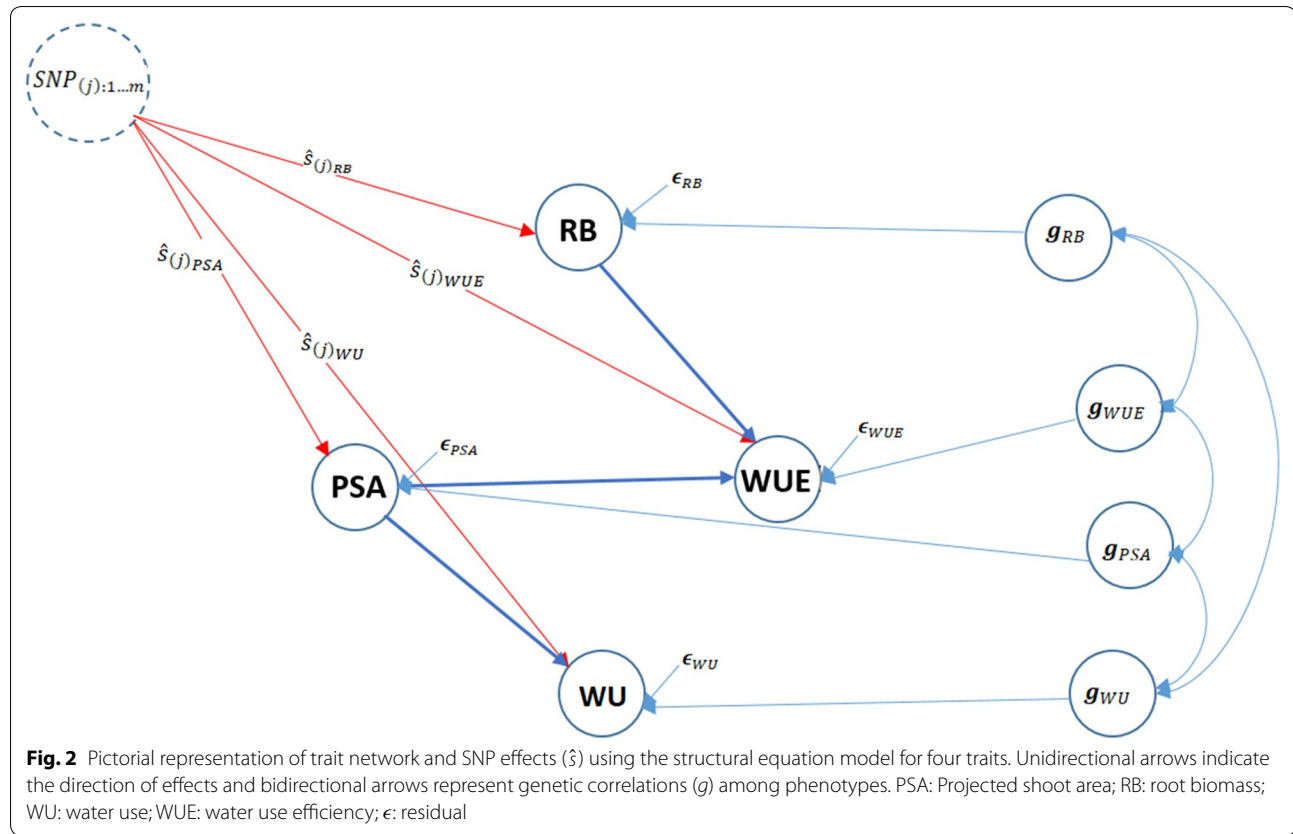 SNP(j):1...m
ŝ(j)RB
ϵRB
RB
gRB
ŝ(j)PSA
ŝ(j)WUE
ŝ(j)WU
gWUE
ϵPSA
ϵWUE
PSA
WUE
gPSA
ϵWU
WU
gWU
Fig. 2 Pictorial representation of trait network and SNP effects (ŝ) using the structural equation model for four traits. Unidirectional arrows indicate
the direction of effects and bidirectional arrows represent genetic correlations (g) among phenotypes. PSA: Projected shoot area; RB: root biomass;
WU: water use; WUE: water use efficiency; ϵ: residual